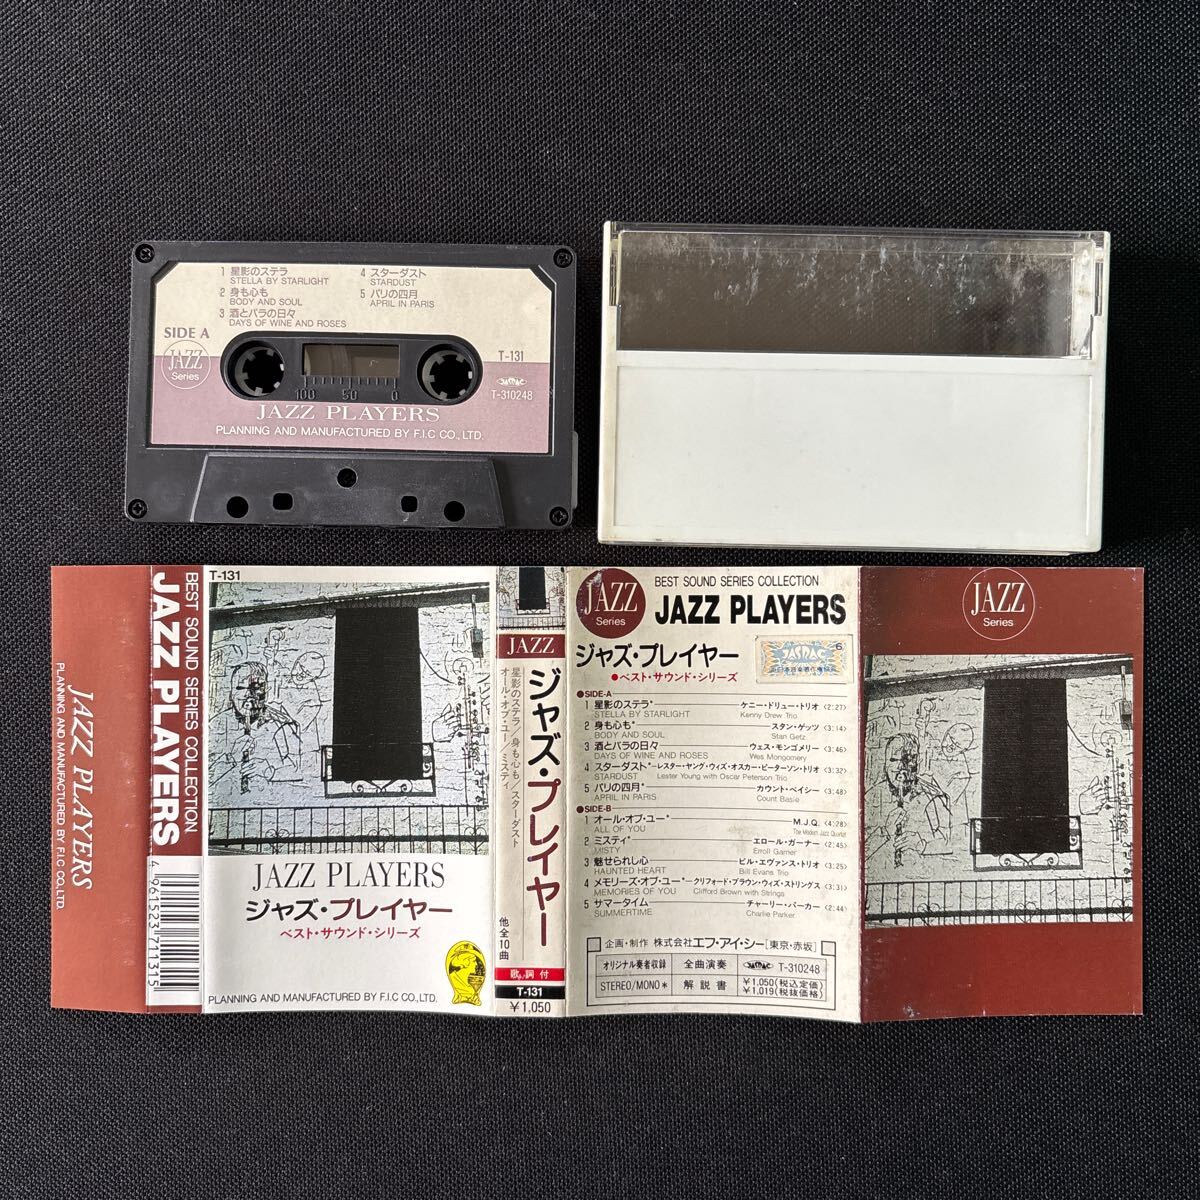 1 星影のステラ
STELLA BY STARLIGHT
2 身も心も
BODY AND SOUL
3 酒とバラの日々
DAYS OF WINE AND ROSES
4 スターダスト
STARDUST
5 パリの四月
APRIL IN PARIS
SIDE A
JAZZ
Series
T-131
JASRAC
T-310248
100 50 0
JAZZ PLAYERS
PLANNING AND MANUFACTURED BY F.I.C CO., LTD.
JAZZ PLAYERS
PLANNING AND MANUFACTURED BY F.I.C CO., LTD.
BEST SOUND SERIES COLLECTION
JAZZ PLAYERS
4 961523 771315
T-131
JAZZ PLAYERS
ジャズ・プレイヤー
ベスト・サウンド・シリーズ
PLANNING AND MANUFACTURED BY F.I.C CO., LTD.
JAZZ
ジャズ・プレイヤー
星影のステラ/身も心も/スターダスト
オール・オブ・ユー/ミスティ
他全10曲
T-131
¥1,050
JAZZ
Series
BEST SOUND SERIES COLLECTION
JAZZ PLAYERS
ジャズ・プレイヤー
●ベスト・サウンド・シリーズ
JASRAC
6
●SIDE-A
1 星影のステラ* ケニー・ドリュー・トリオ <2:27>
STELLA BY STARLIGHT Kenny Drew Trio
2 身も心も* スタン・ゲッツ <3:14>
BODY AND SOUL Stan Getz
3 酒とバラの日々 ウェス・モンゴメリー <3:46>
DAYS OF WINE AND ROSES Wes Mongomery
4 スターダスト* レスター・ヤング・ウィズ・オスカー・ピーターソン・トリオ <3:32>
STARDUST Lester Young with Oscar Peterson Trio
5 パリの四月* カウント・ベイシー <3:48>
APRIL IN PARIS Count Basie
●SIDE-B
1 オール・オブ・ユー* M.J.Q. <4:28>
ALL OF YOU The Modern Jazz Quartet
2 ミスティ* エロール・ガーナー <2:45>
MISTY Erroll Garner
3 魅せられし心 ビル・エヴァンス・トリオ <3:25>
HAUNTED HEART Bill Evans Trio
4 メモリーズ・オブ・ユー* クリフォード・ブラウン・ウィズ・ストリングス <3:31>
MEMORIES OF YOU Clifford Brown with Strings
5 サマータイム チャーリー・パーカー <2:44>
SUMMERTIME Charlie Parker
企画・制作 株式会社エフ・アイ・シー [東京・赤坂]
オリジナル奏者収録 全曲演奏 JASRAC T-310248
STEREO/MONO* 解説書 ¥1,050(税込定価)
¥1,019(税抜価格)
JAZZ
Series